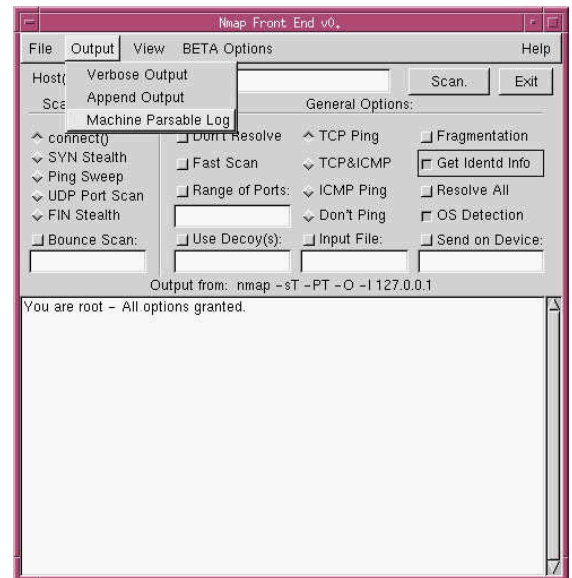 Nmap Front End v0.
File Output View BETA Options Help
Verbose Output
Append Output
Machine Parsable Log
Host( Scan. Exit
Sca General Options:
connect() Don't Resolve TCP Ping Fragmentation
SYN Stealth Fast Scan TCP&ICMP Get Identd Info
Ping Sweep Range of Ports: ICMP Ping Resolve All
UDP Port Scan
FIN Stealth Don't Ping OS Detection
Bounce Scan: Use Decoy(s): Input File: Send on Device:
Output from: nmap -sT -PT -O -I 127.0.0.1
You are root - All options granted.